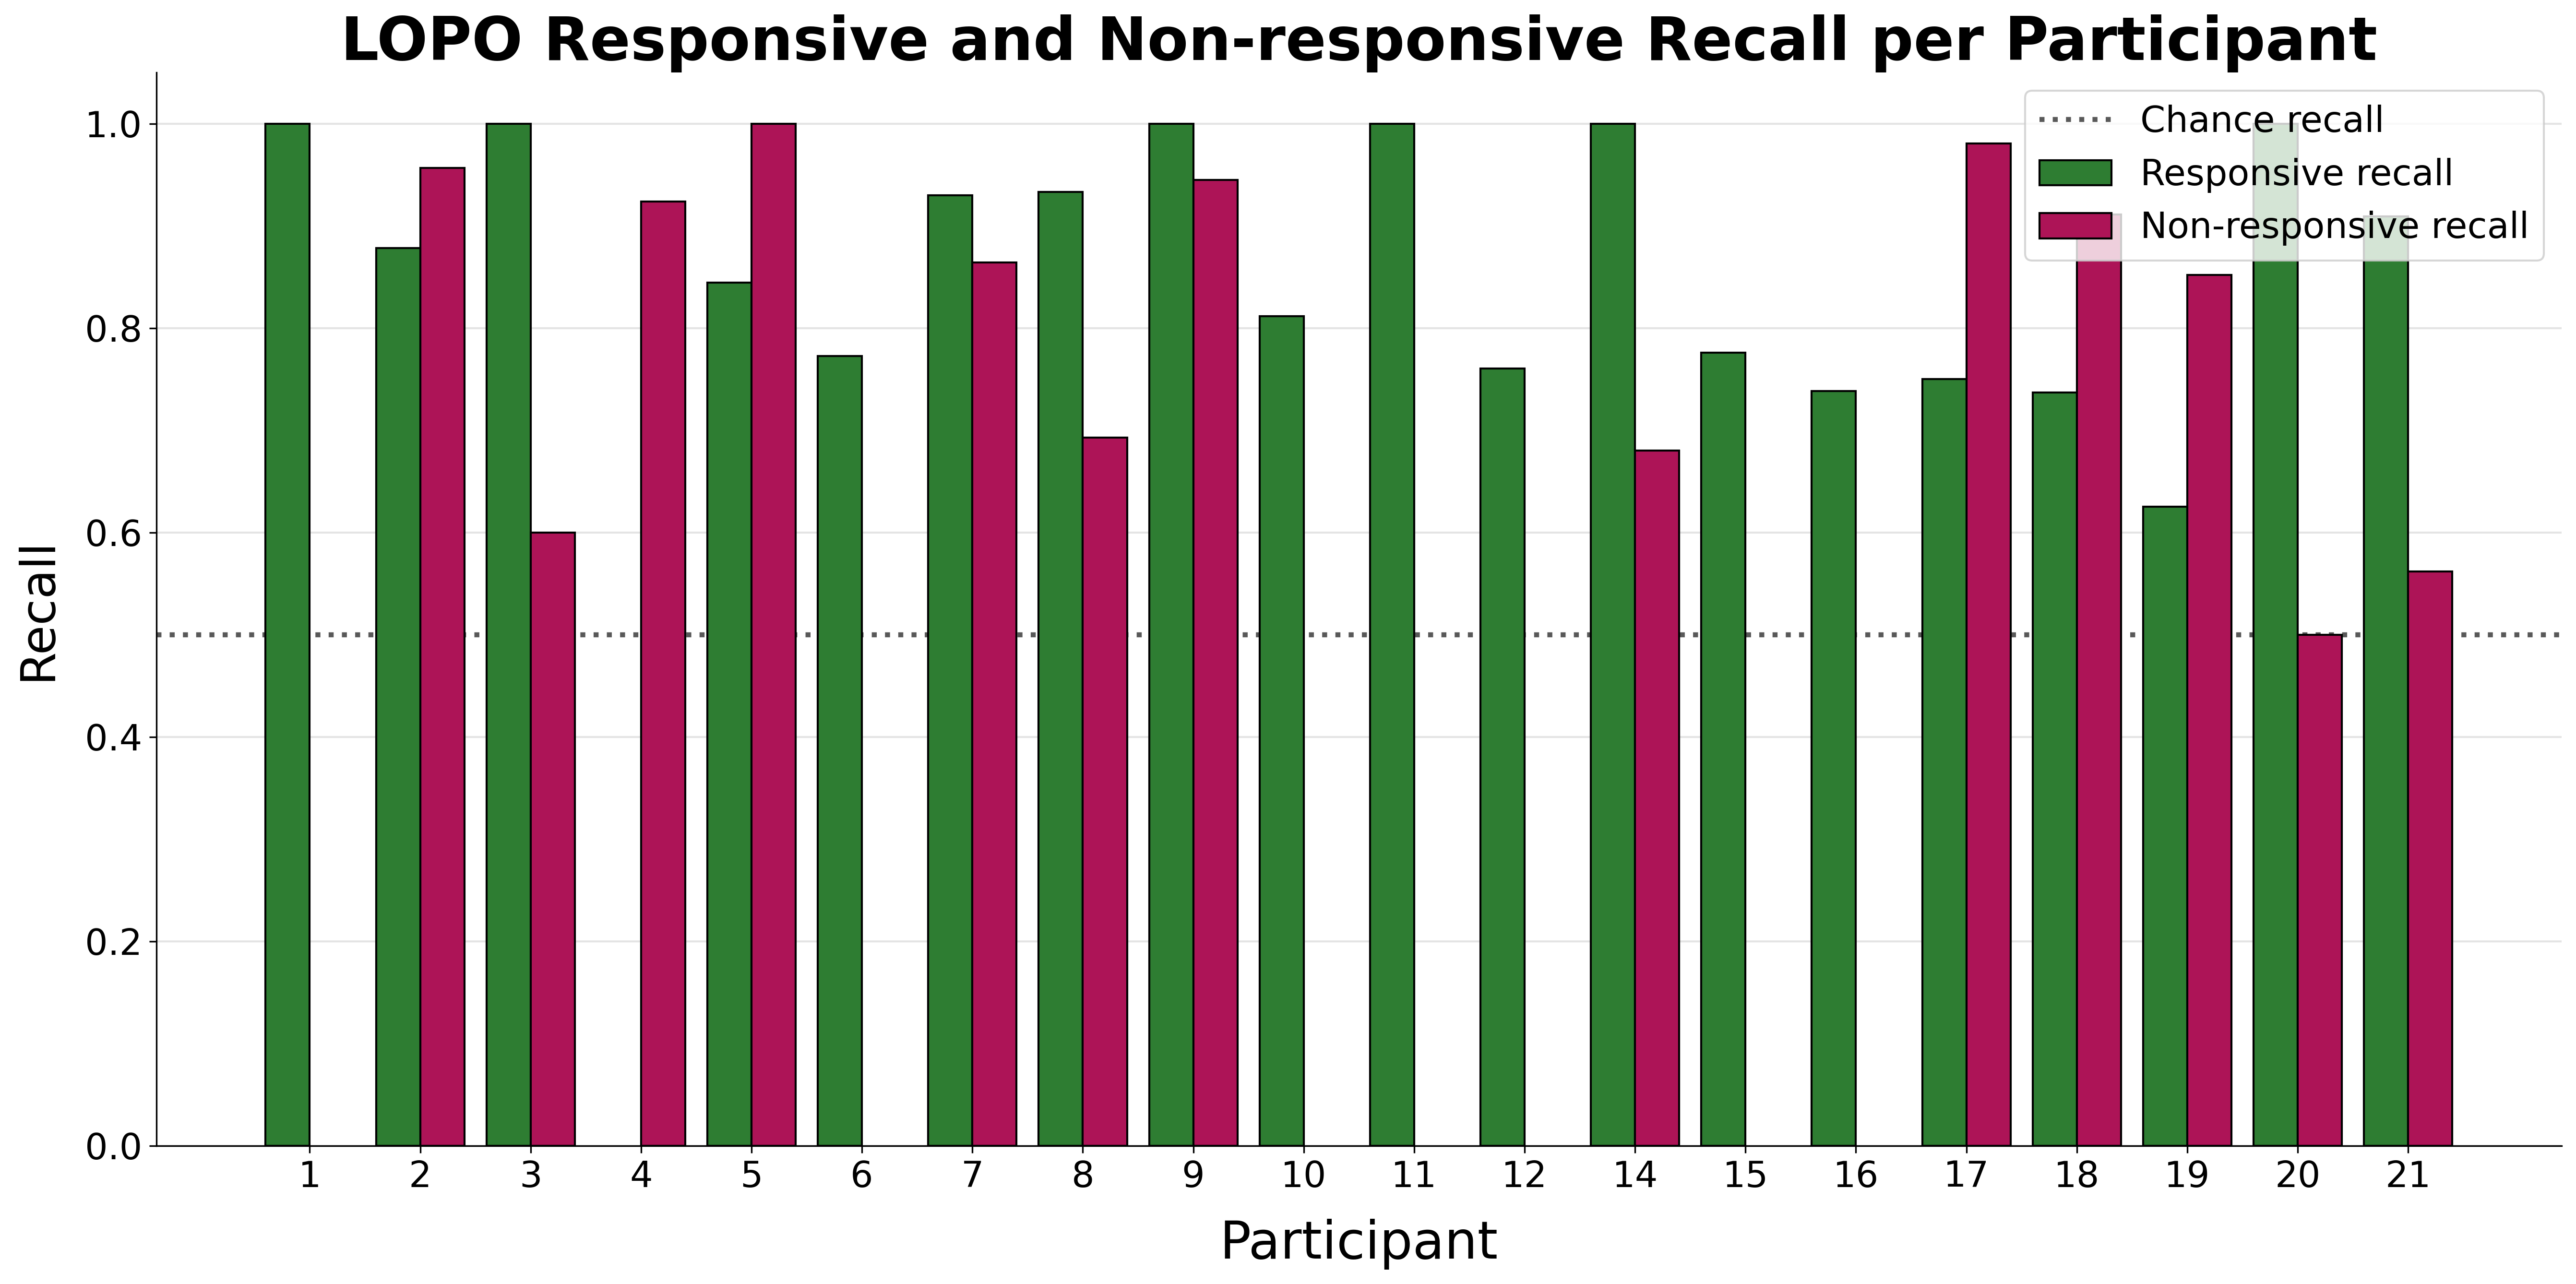 LOPO Responsive and Non-responsive Recall per Participant
Chance recall
Responsive recall
Non-responsive recall
1.0
0.8
0.6
0.4
0.2
0.0
Recall
1 2 3 4 5 6 7 8 9 10 11 12 14 15 16 17 18 19 20 21
Participant